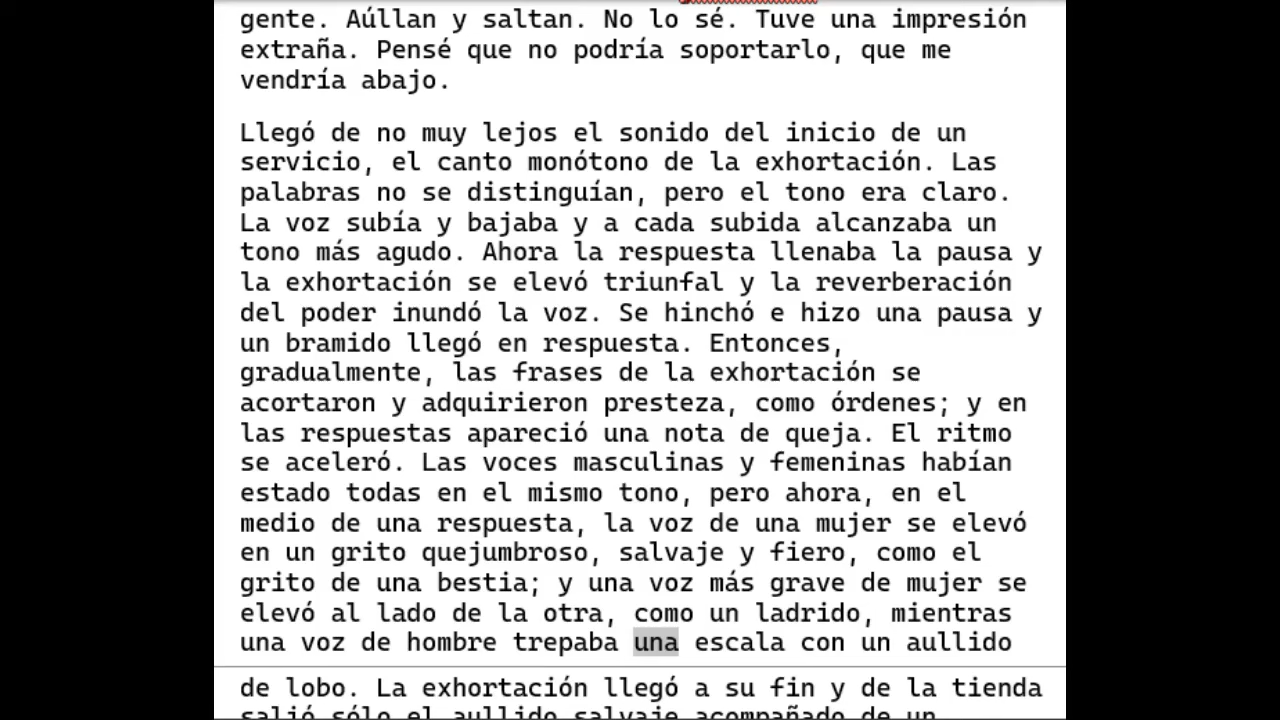 gente. Aúllan y saltan. No lo sé. Tuve una impresión
extraña. Pensé que no podría soportarlo, que me
vendría abajo.
Llegó de no muy lejos el sonido del inicio de un
servicio, el canto monótono de la exhortación. Las
palabras no se distinguían, pero el tono era claro.
La voz subía y bajaba y a cada subida alcanzaba un
tono más agudo. Ahora la respuesta llenaba la pausa y
la exhortación se elevó triunfal y la reverberación
del poder inundó la voz. Se hinchó e hizo una pausa y
un bramido llegó en respuesta. Entonces,
gradualmente, las frases de la exhortación se
acortaron y adquirieron presteza, como órdenes; y en
las respuestas apareció una nota de queja. El ritmo
se aceleró. Las voces masculinas y femeninas habían
estado todas en el mismo tono, pero ahora, en el
medio de una respuesta, la voz de una mujer se elevó
en un grito quejumbroso, salvaje y fiero, como el
grito de una bestia; y una voz más grave de mujer se
elevó al lado de la otra, como un ladrido, mientras
una voz de hombre trepaba una escala con un aullido
de lobo. La exhortación llegó a su fin y de la tienda
salió sólo el aullido salvaje acompañado de un